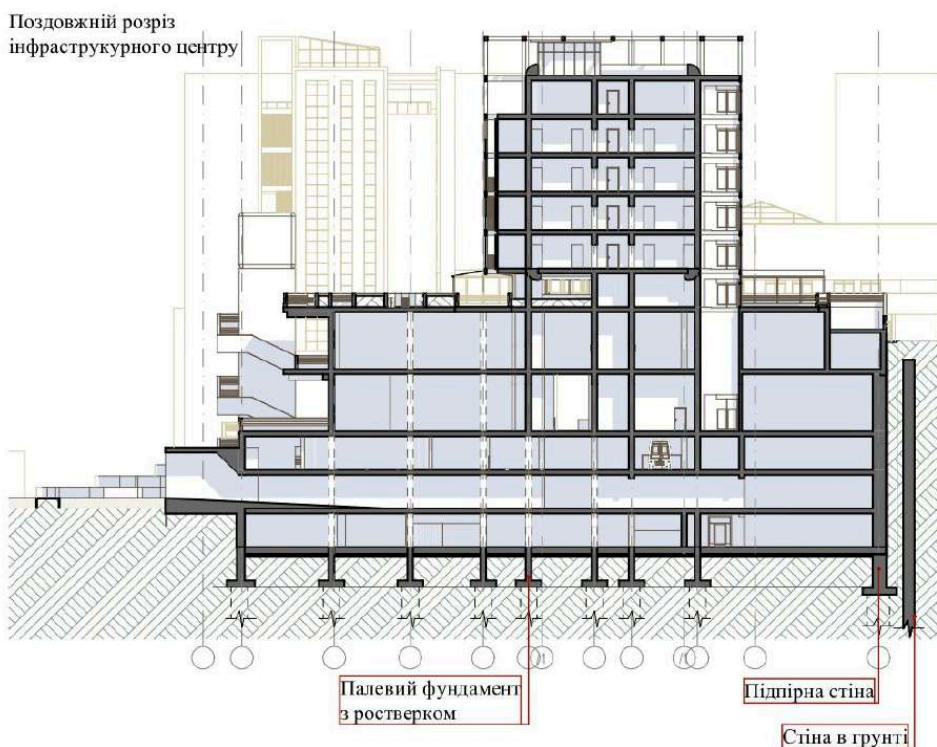 Поздовжній розріз
інфраструкурного центру
Палевий фундамент
з ростверком
Підпірна стіна
Стіна в грунті